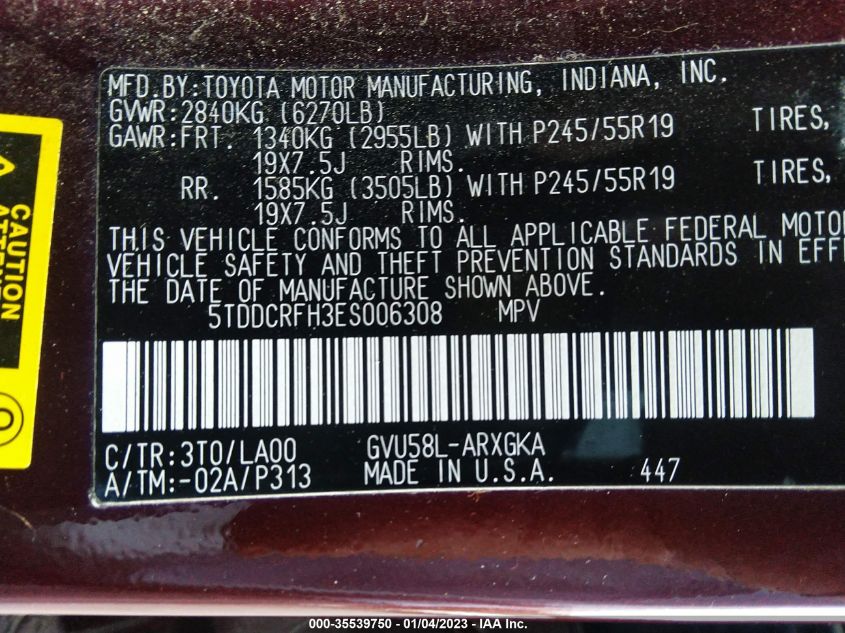 MFD.BY:TOYOTA MOTOR MANUFACTURING, INDIANA, INC.
GVWR:2840KG (6270LB)
GAWR:FRT. 1340KG (2955LB) WITH P245/55R19 TIRES,
19X7.5J RIMS.
RR. 1585KG (3505LB) WITH P245/55R19 TIRES,
19X7.5J RIMS.
THIS VEHICLE CONFORMS TO ALL APPLICABLE FEDERAL MOTO
VEHICLE SAFETY AND THEFT PREVENTION STANDARDS IN EFF
THE DATE OF MANUFACTURE SHOWN ABOVE.
5TDDCRFH3ES006308 MPV
C/TR:3T0/LA00 GVU58L-ARXGKA
A/TM:-02A/P313 MADE IN U.S.A. 447
CAUTION
000-35539750 - 01/04/2023 - © IAA Inc.